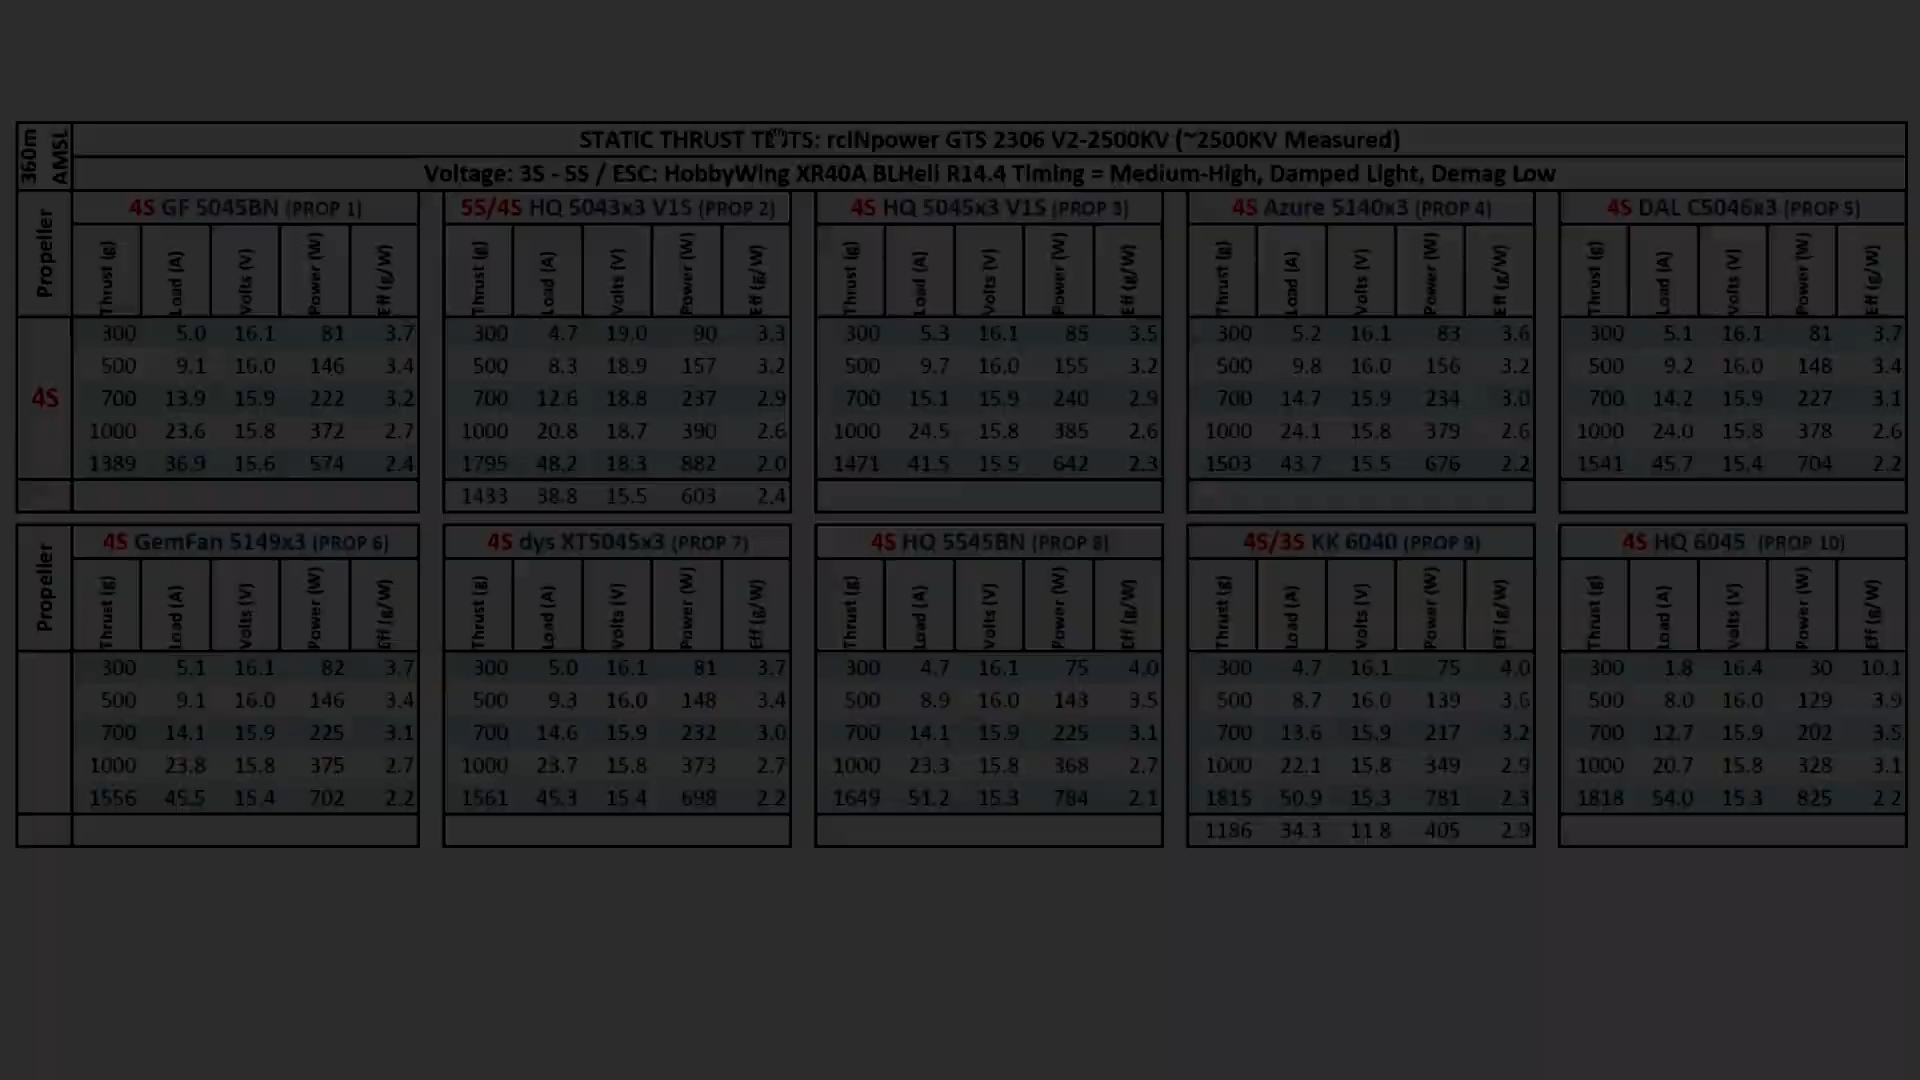 360m AMSL
STATIC THRUST TESTS: rcINpower GTS 2306 V2-2500KV (~2500KV Measured)
Voltage: 3S - 5S / ESC: HobbyWing XR40A BLHeli R14.4 Timing = Medium-High, Damped Light, Demag Low
Propeller 4S GF 5045BN (PROP 1) 5S/4S HQ 5043x3 V1S (PROP 2) 4S HQ 5045x3 V1S (PROP 3) 4S Azure 5140x3 (PROP 4) 4S DAL C5046x3 (PROP 5)
Thrust (g) Load (A) Volts (V) Power (W) Eff (g/W) Thrust (g) Load (A) Volts (V) Power (W) Eff (g/W) Thrust (g) Load (A) Volts (V) Power (W) Eff (g/W) Thrust (g) Load (A) Volts (V) Power (W) Eff (g/W) Thrust (g) Load (A) Volts (V) Power (W) Eff (g/W)
300 5.0 16.1 81 3.7 300 4.7 19.0 90 3.3 300 5.3 16.1 85 3.5 300 5.2 16.1 83 3.6 300 5.1 16.1 81 3.7
500 9.1 16.0 146 3.4 500 8.3 18.9 157 3.2 500 9.7 16.0 155 3.2 500 9.8 16.0 156 3.2 500 9.2 16.0 148 3.4
4S 700 13.9 15.9 222 3.2 700 12.6 18.8 237 2.9 700 15.1 15.9 240 2.9 700 14.7 15.9 234 3.0 700 14.2 15.9 227 3.1
1000 23.6 15.8 372 2.7 1000 20.8 18.7 390 2.6 1000 24.5 15.8 385 2.6 1000 24.1 15.8 379 2.6 1000 24.0 15.8 378 2.6
1389 36.9 15.6 574 2.4 1795 48.2 18.3 882 2.0 1471 41.5 15.5 642 2.3 1503 43.7 15.5 676 2.2 1541 45.7 15.4 704 2.2
1433 38.8 15.5 603 2.4
Propeller 4S GemFan 5149x3 (PROP 6) 4S dys XT5045x3 (PROP 7) 4S HQ 5545BN (PROP 8) 4S/3S KK 6040 (PROP 9) 4S HQ 6045 (PROP 10)
Thrust (g) Load (A) Volts (V) Power (W) Eff (g/W) Thrust (g) Load (A) Volts (V) Power (W) Eff (g/W) Thrust (g) Load (A) Volts (V) Power (W) Eff (g/W) Thrust (g) Load (A) Volts (V) Power (W) Eff (g/W) Thrust (g) Load (A) Volts (V) Power (W) Eff (g/W)
300 5.1 16.1 82 3.7 300 5.0 16.1 81 3.7 300 4.7 16.1 75 4.0 300 4.7 16.1 75 4.0 300 1.8 16.4 30 10.1
500 9.1 16.0 146 3.4 500 9.3 16.0 148 3.4 500 8.9 16.0 143 3.5 500 8.7 16.0 139 3.6 500 8.0 16.0 129 3.9
700 14.1 15.9 225 3.1 700 14.6 15.9 232 3.0 700 14.1 15.9 225 3.1 700 13.6 15.9 217 3.2 700 12.7 15.9 202 3.5
1000 23.8 15.8 375 2.7 1000 23.7 15.8 373 2.7 1000 23.3 15.8 368 2.7 1000 22.1 15.8 349 2.9 1000 20.7 15.8 328 3.1
1556 45.5 15.4 702 2.2 1561 45.3 15.4 698 2.2 1649 51.2 15.3 784 2.1 1815 50.9 15.3 781 2.3 1818 54.0 15.3 825 2.2
1186 34.3 11.8 405 2.9